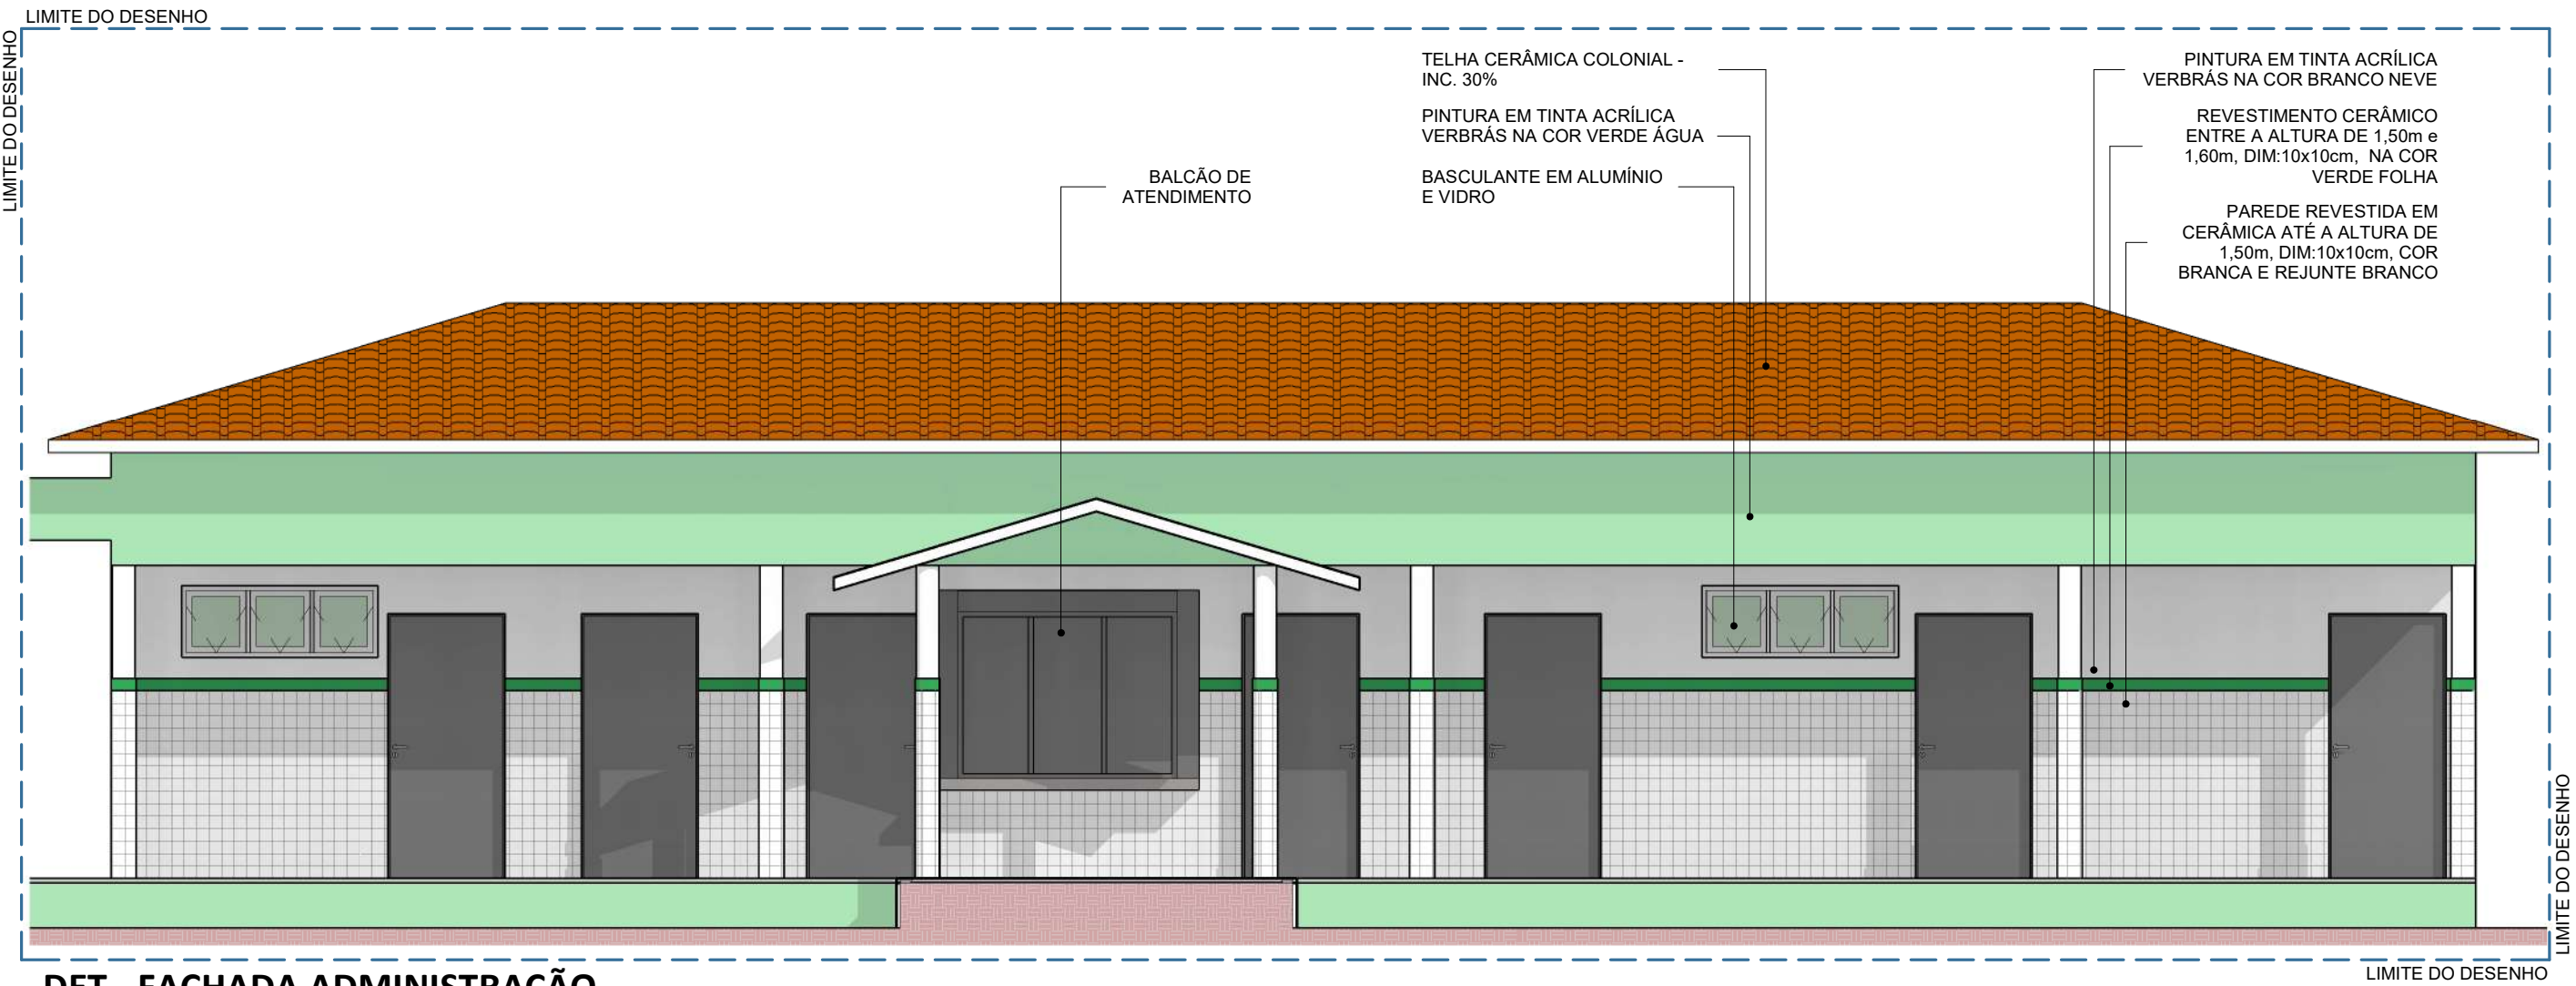 LIMITE DO DESENHO
LIMITE DO DESENHO
TELHA CERÂMICA COLONIAL -
INC. 30%
PINTURA EM TINTA ACRÍLICA
VERBRÁS NA COR VERDE ÁGUA
BALCÃO DE
ATENDIMENTO
BASCULANTE EM ALUMÍNIO
E VIDRO
PINTURA EM TINTA ACRÍLICA
VERBRÁS NA COR BRANCO NEVE
REVESTIMENTO CERÂMICO
ENTRE A ALTURA DE 1,50m e
1,60m, DIM:10x10cm, NA COR
VERDE FOLHA
PAREDE REVESTIDA EM
CERÂMICA ATÉ A ALTURA DE
1,50m, DIM:10x10cm, COR
BRANCA E REJUNTE BRANCO
LIMITE DO DESENHO
LIMITE DO DESENHO
DET - FACHADA ADMINISTRAÇÃO